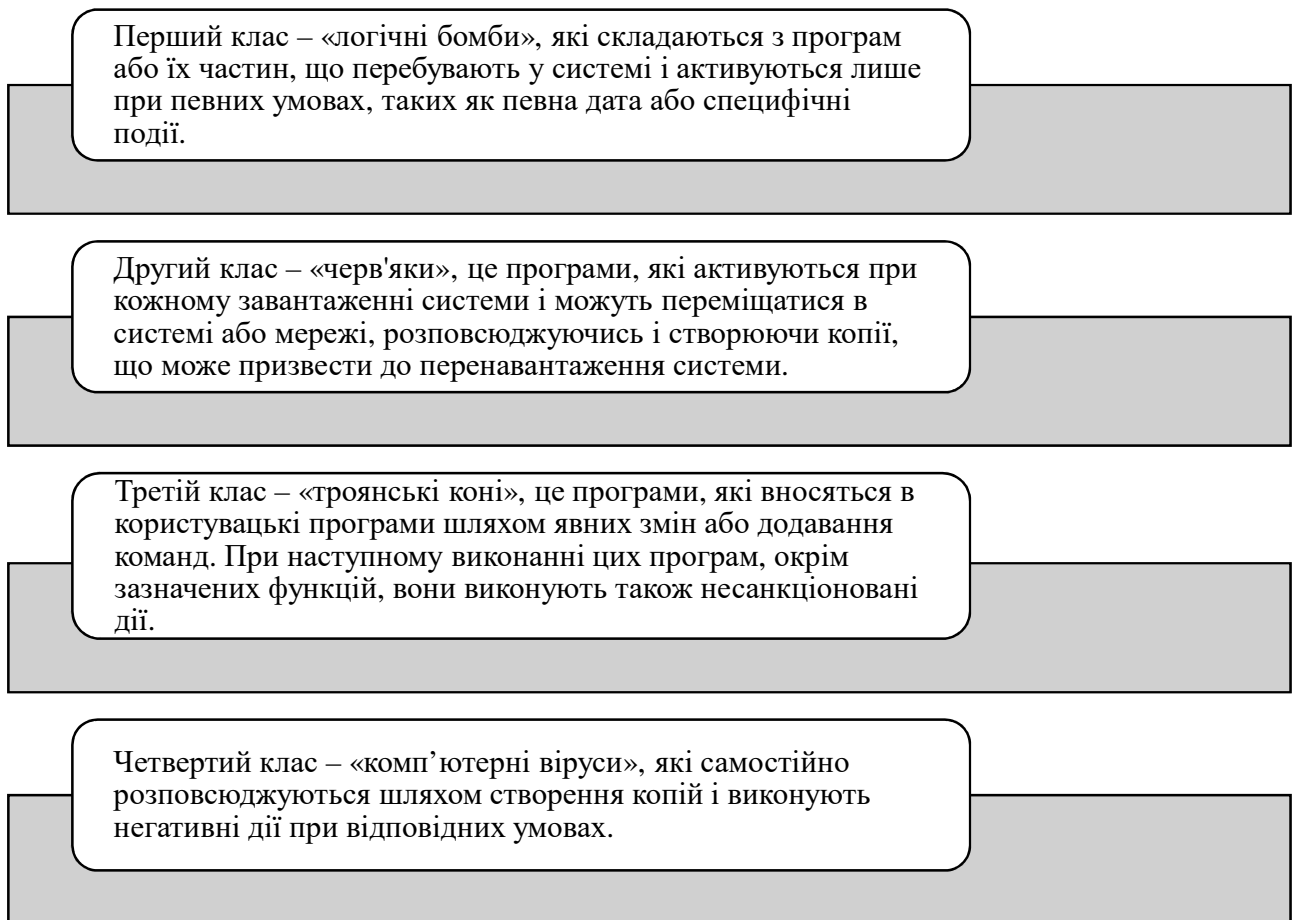 Перший клас – «логічні бомби», які складаються з програм
або їх частин, що перебувають у системі і активуються лише
при певних умовах, таких як певна дата або специфічні
події.
Другий клас – «черв'яки», це програми, які активуються при
кожному завантаженні системи і можуть переміщатися в
системі або мережі, розповсюджуючись і створюючи копії,
що може призвести до перенавантаження системи.
Третій клас – «троянські коні», це програми, які вносяться в
користувацькі програми шляхом явних змін або додавання
команд. При наступному виконанні цих програм, окрім
зазначених функцій, вони виконують також несанкціоновані
дії.
Четвертий клас – «комп’ютерні віруси», які самостійно
розповсюджуються шляхом створення копій і виконують
негативні дії при відповідних умовах.